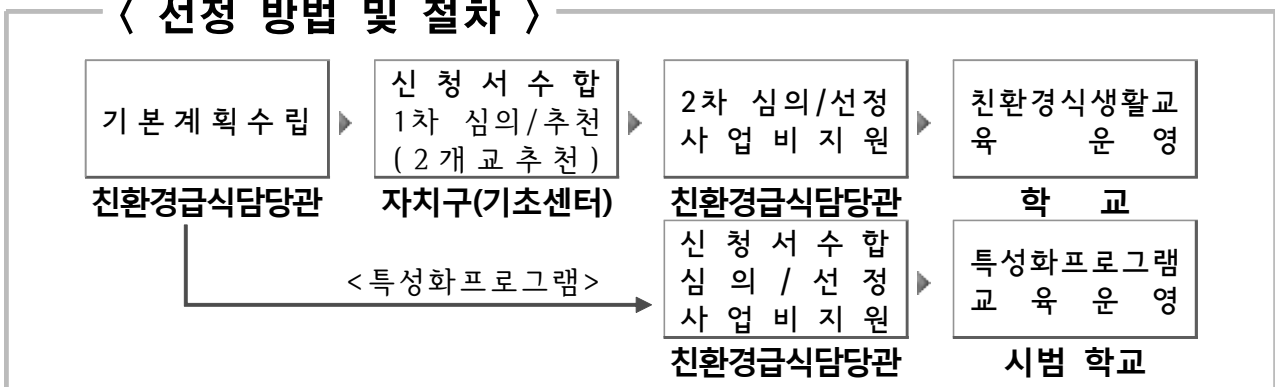 < 선정 방법 및 절차 >
기본계획수립
친환경급식담당관
신청서수합
1차 심의/추천
(2개교추천)
자치구(기초센터)
2차 심의/선정
사업비지원
친환경급식담당관
친환경식생활교
육 운영
학 교
<특성화프로그램>
신청서수합
심의/선정
사업비지원
친환경급식담당관
특성화프로그램
교육운영
시범 학교